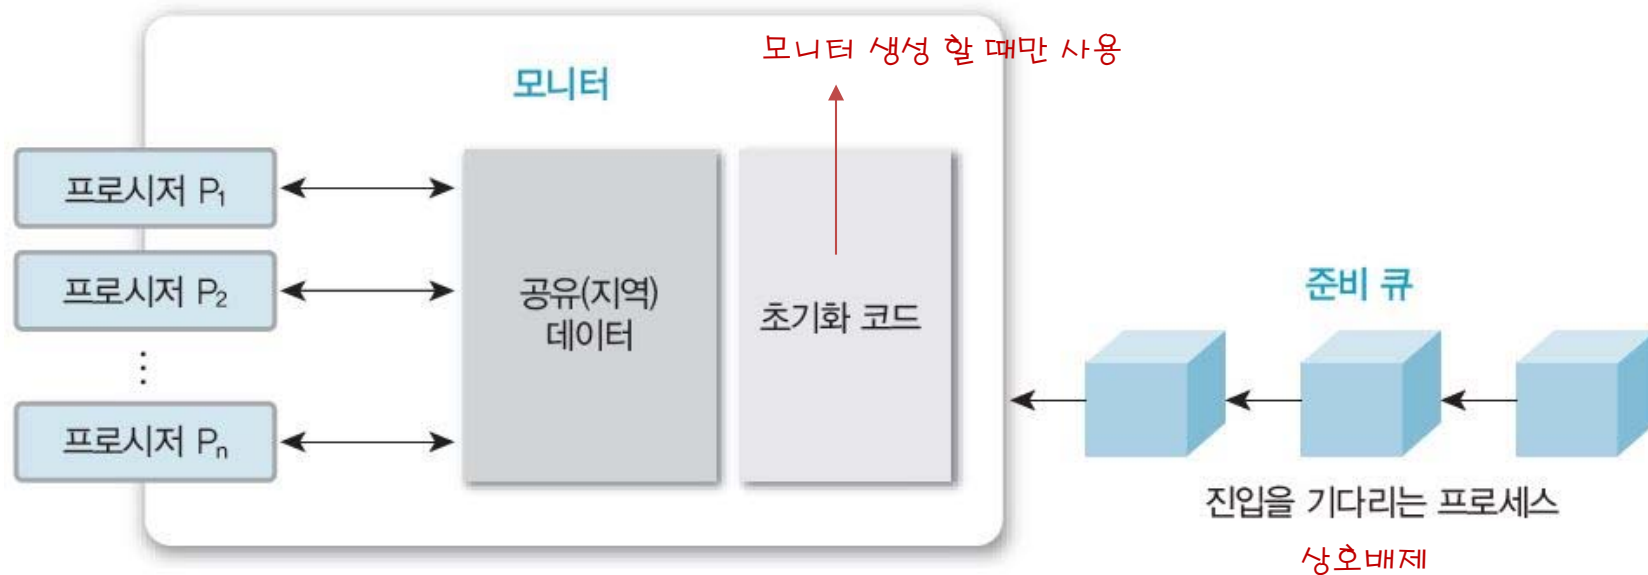 모니터 생성 할 때만 사용
모니터
프로시저 P₁
프로시저 P₂
⋮
프로시저 Pₙ
공유(지역)
데이터
초기화 코드
준비 큐
진입을 기다리는 프로세스
상호배제